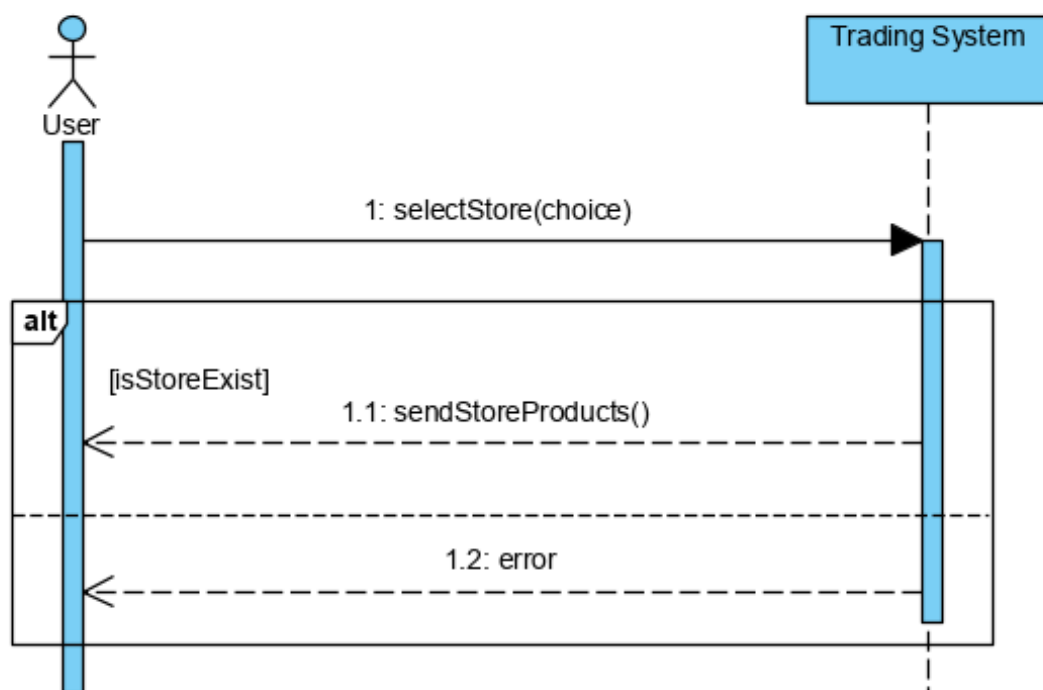 Trading System
User
1: selectStore(choice)
alt
[isStoreExist]
1.1: sendStoreProducts()
1.2: error